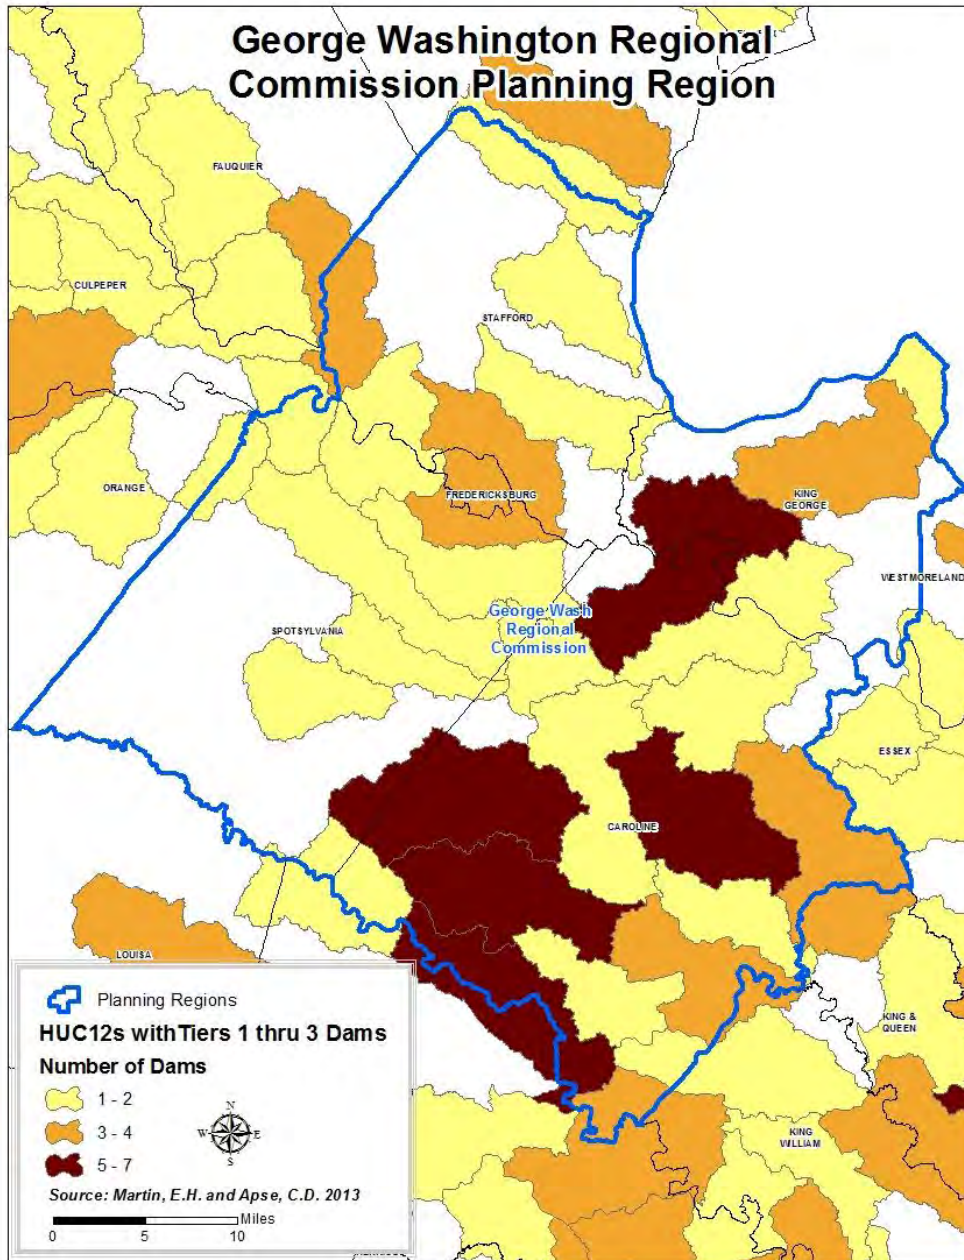 George Washington Regional
Commission Planning Region
FAUQUIER
CULPEPER
STAFFORD
ORANGE
FREDERICKSBURG
KING
GEORGE
WESTMORELAND
George Wash
Regional
Commission
SPOTSYLVANIA
ESSEX
CAROLINE
LOUISA
KING &
QUEEN
KING
WILLIAM
Planning Regions
HUC12s with Tiers 1 thru 3 Dams
Number of Dams
1 - 2
3 - 4
5 - 7
N
W E
S
Source: Martin, E.H. and Apse, C.D. 2013
Miles
0 5 10